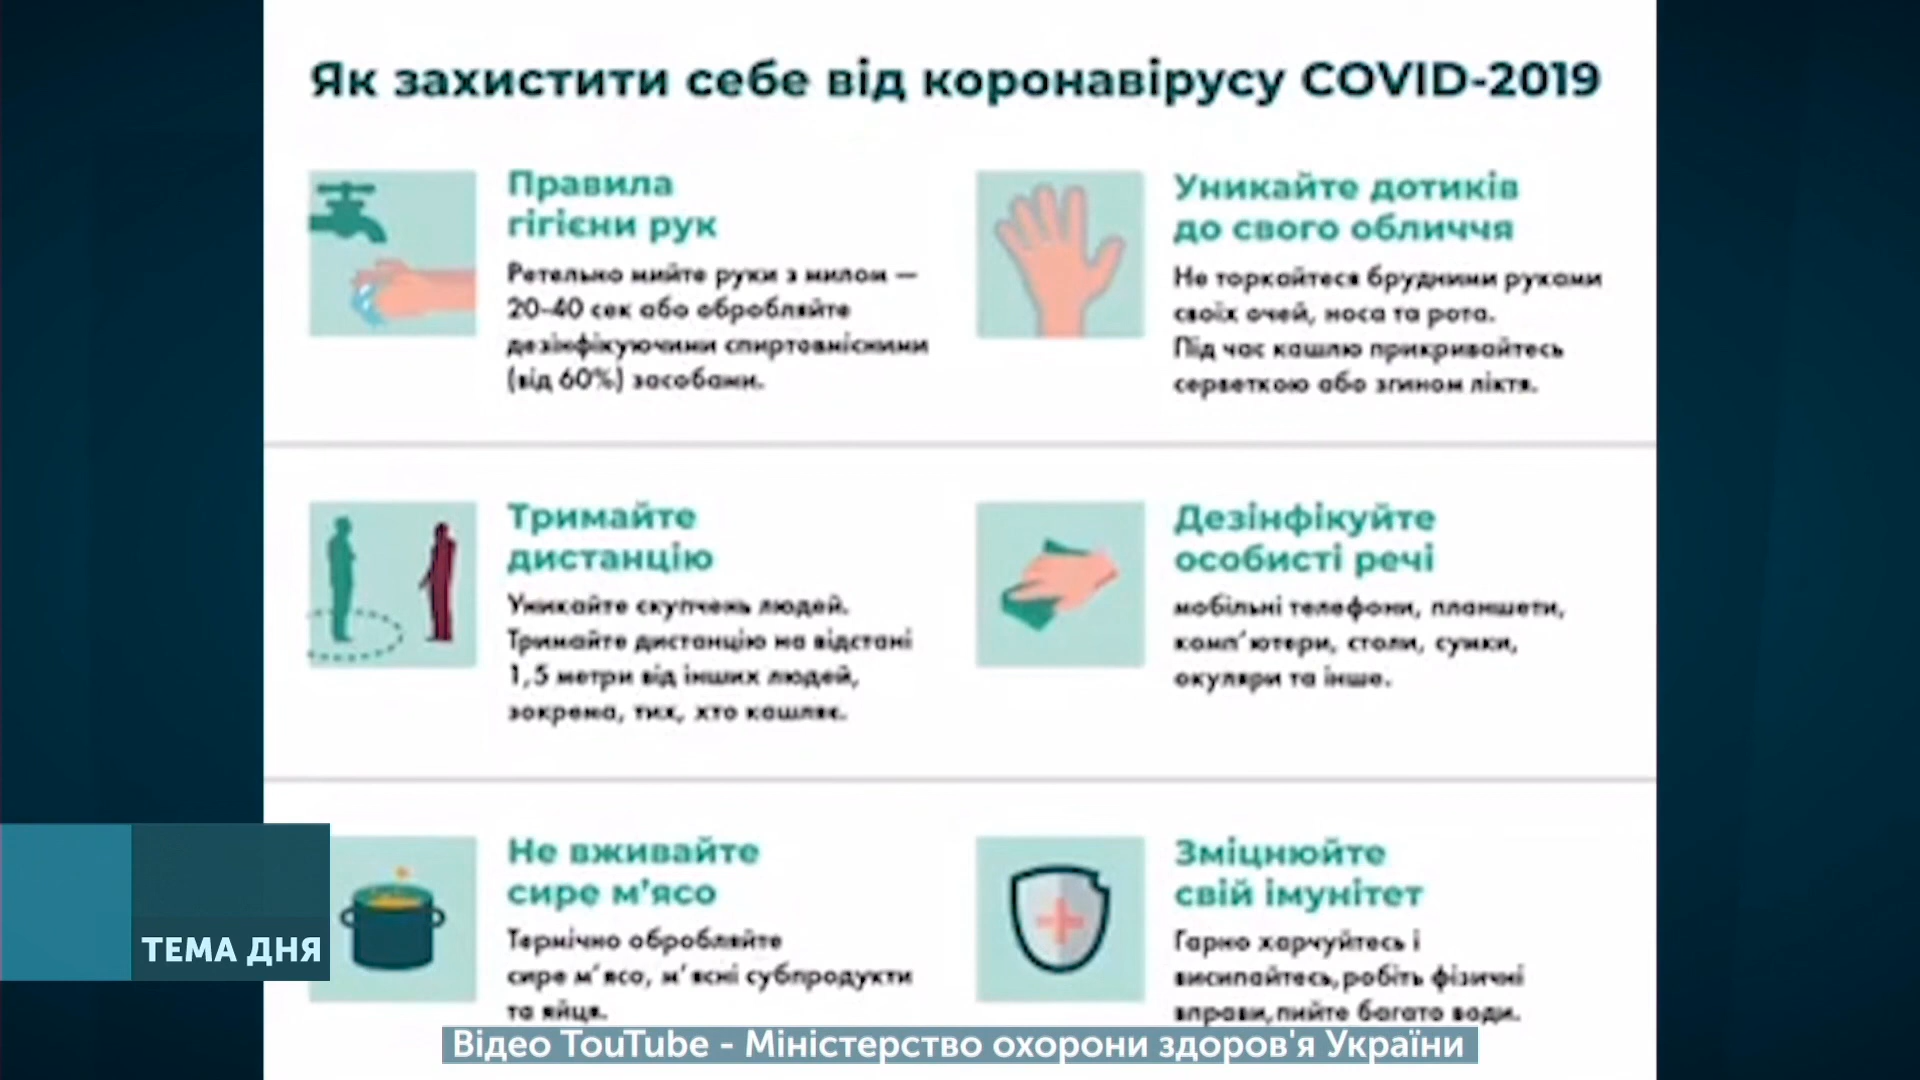 Як захистити себе від коронавірусу COVID-2019
Правила
гігієни рук
Ретельно мийте руки з милом —
20-40 сек або обробляйте
дезінфікуючими спиртовмісними
(від 60%) засобами.
Уникайте дотиків
до свого обличчя
Не торкайтеся брудними руками
своїх очей, носа та рота.
Під час кашлю прикривайтесь
серветкою або згином ліктя.
Тримайте
дистанцію
Уникайте скупчень людей.
Тримайте дистанцію на відстані
1,5 метри від інших людей,
зокрема, тих, хто кашляє.
Дезінфікуйте
особисті речі
мобільні телефони, планшети,
комп'ютери, столи, сумки,
окуляри та інше.
Не вживайте
сире м'ясо
Термічно обробляйте
сире м'ясо, м'ясні субпродукти
та яйця.
Зміцнюйте
свій імунітет
Гарно харчуйтесь і
висипайтесь, робіть фізичні
вправи, пийте багато води.
ТЕМА ДНЯ
Відео TouTube - Міністерство охорони здоров'я України